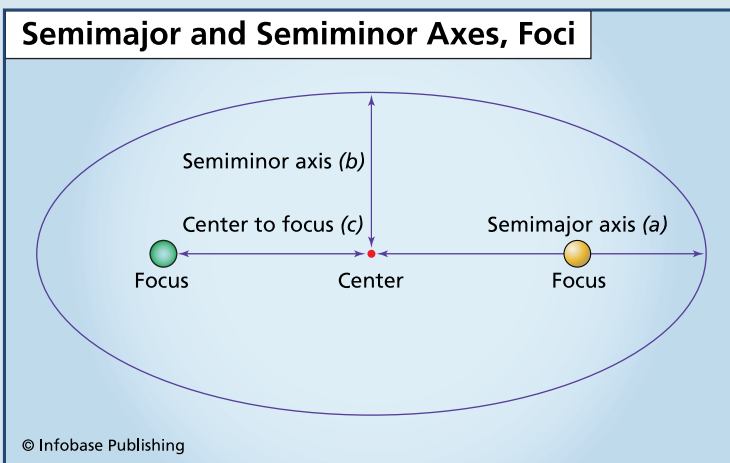 Semimajor and Semiminor Axes, Foci
Semiminor axis (b)
Center to focus (c)
Semimajor axis (a)
Focus
Center
Focus
© Infobase Publishing